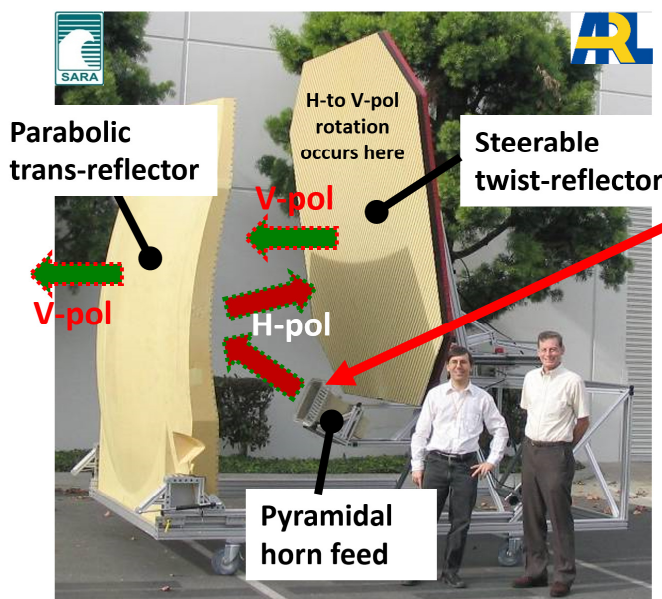 SARA
ARL
H-to V-pol
rotation
occurs here
Parabolic
trans-reflector
Steerable
twist-reflector
V-pol
V-pol
H-pol
Pyramidal
horn feed